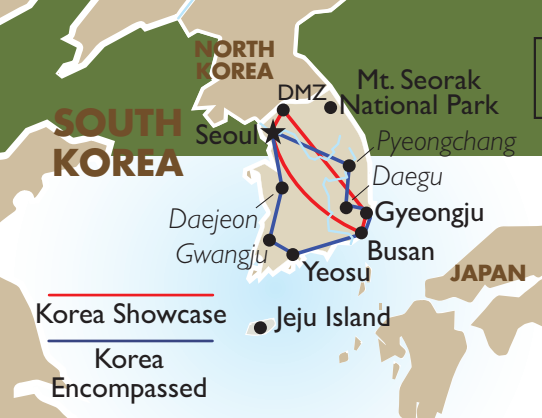 NORTH
KOREA
DMZ
Mt. Seorak
National Park
SOUTH
KOREA
Seoul
Pyeongchang
Daegu
Daejeon
Gyeongju
Gwangju
Busan
Yeosu
JAPAN
Korea Showcase
Jeju Island
Korea
Encompassed